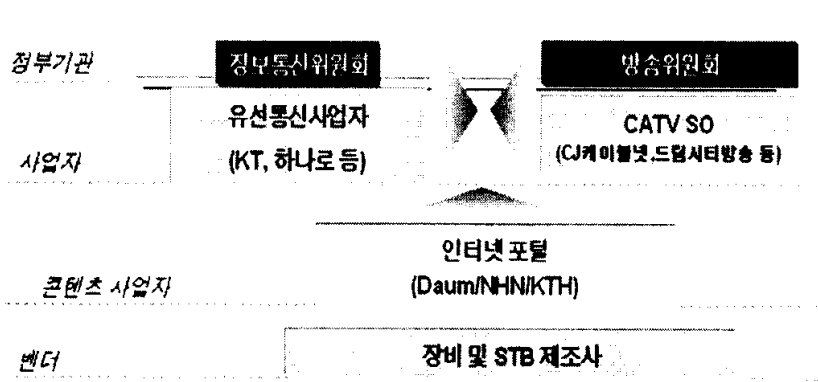 정부기관
정보통신위원회
방송위원회
유선통신사업자
(KT, 하나로 등)
CATV SO
(CJ케이블넷,드림시티방송 등)
사업자
인터넷 포털
(Daum/NHN/KTH)
콘텐츠 사업자
벤더
장비 및 STB 제조사